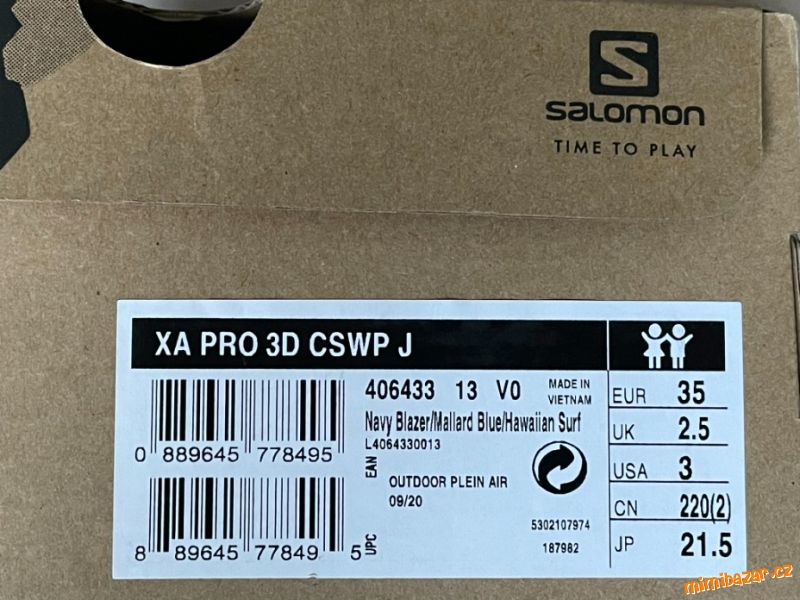 S
SALOMON
TIME TO PLAY
XA PRO 3D CSWP J
406433 13 V0
MADE IN
VIETNAM
Navy Blazer/Mallard Blue/Hawaiian Surf
L4064330013
0 889645 778495
EAN
OUTDOOR PLEIN AIR
09/20
8 89645 77849 5
UPC
5302107974
187982
EUR 35
UK 2.5
USA 3
CN 220(2)
JP 21.5
mimibazar.cz